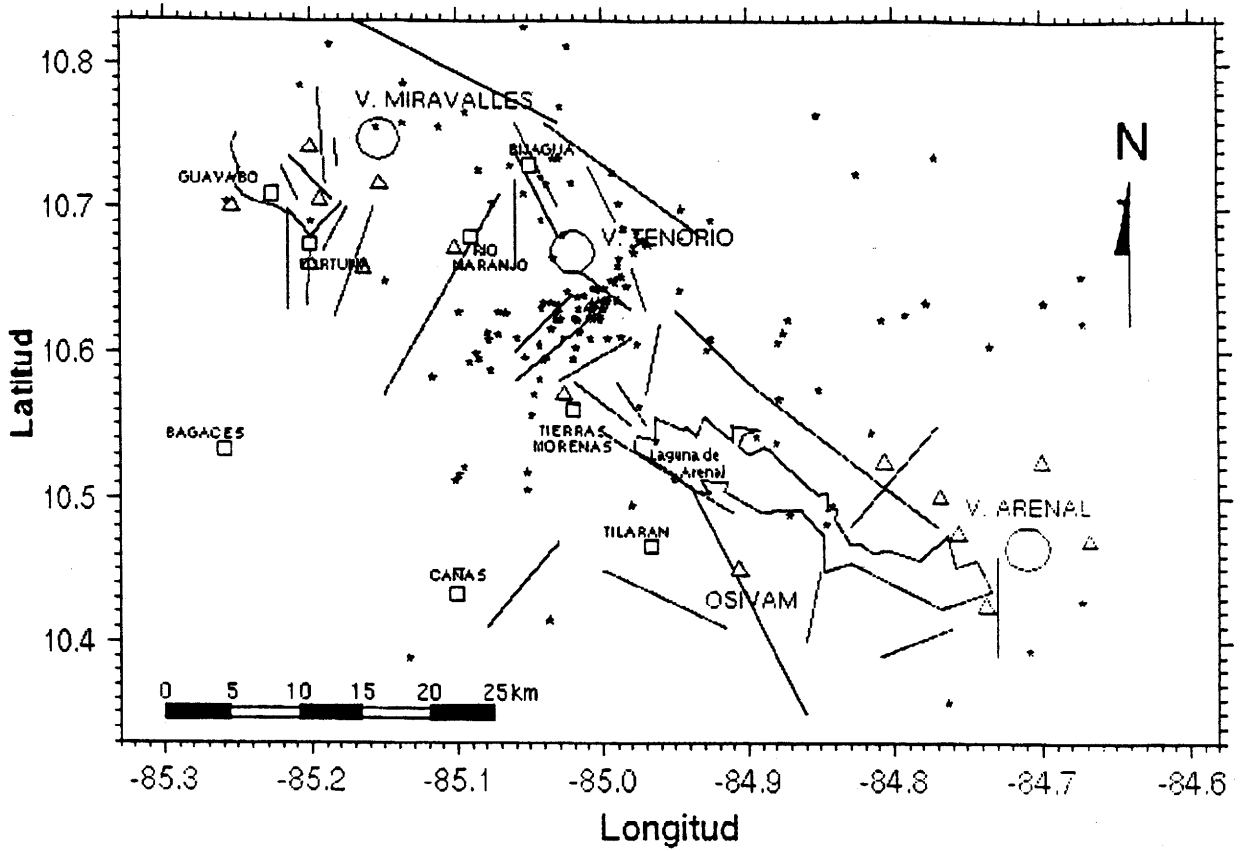 10.8
V. MIRAVALLES
BIJAGUA
N
GUAYABO
10.7
V. TENORIO
RIO
NARANJO
FORTUNA
Latitud
10.6
BAGACES
TIERRAS
MORENAS
Laguna de
Arenal
10.5
V. ARENAL
TILARAN
CAÑAS
OSIVAM
10.4
0 5 10 15 20 25km
-85.3 -85.2 -85.1 -85.0 -84.9 -84.8 -84.7 -84.6
Longitud